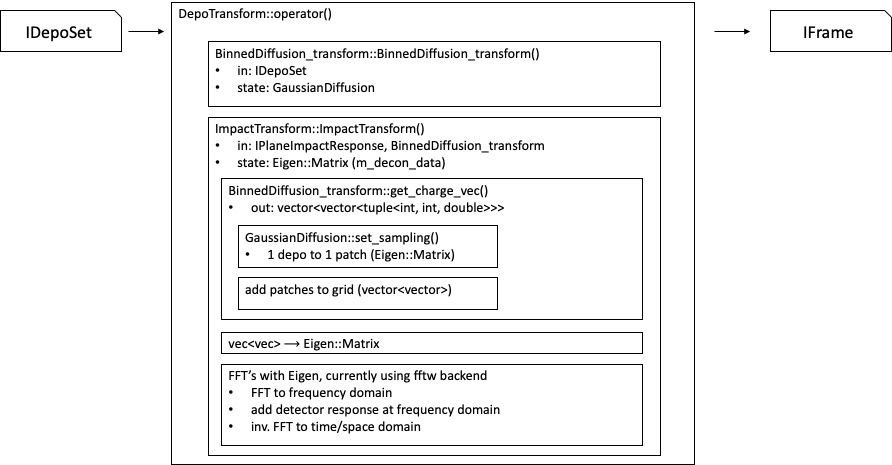 IDepoSet
DepoTransform::operator()
IFrame
BinnedDiffusion_transform::BinnedDiffusion_transform()
• in: IDepoSet
• state: GaussianDiffusion
ImpactTransform::ImpactTransform()
• in: IPlaneImpactResponse, BinnedDiffusion_transform
• state: Eigen::Matrix (m_decon_data)
BinnedDiffusion_transform::get_charge_vec()
• out: vector<vector<tuple<int, int, double>>>
GaussianDiffusion::set_sampling()
• 1 depo to 1 patch (Eigen::Matrix)
add patches to grid (vector<vector>)
vec<vec> ⟶ Eigen::Matrix
FFT’s with Eigen, currently using fftw backend
• FFT to frequency domain
• add detector response at frequency domain
• inv. FFT to time/space domain